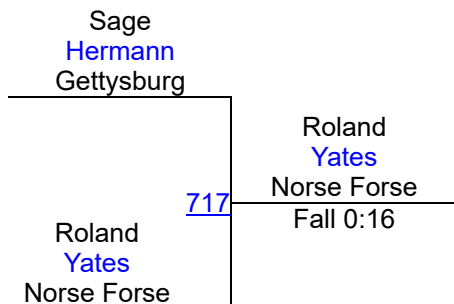 Sage
Hermann
Gettysburg
717
Roland
Yates
Norse Forse
Roland
Yates
Norse Forse
Fall 0:16